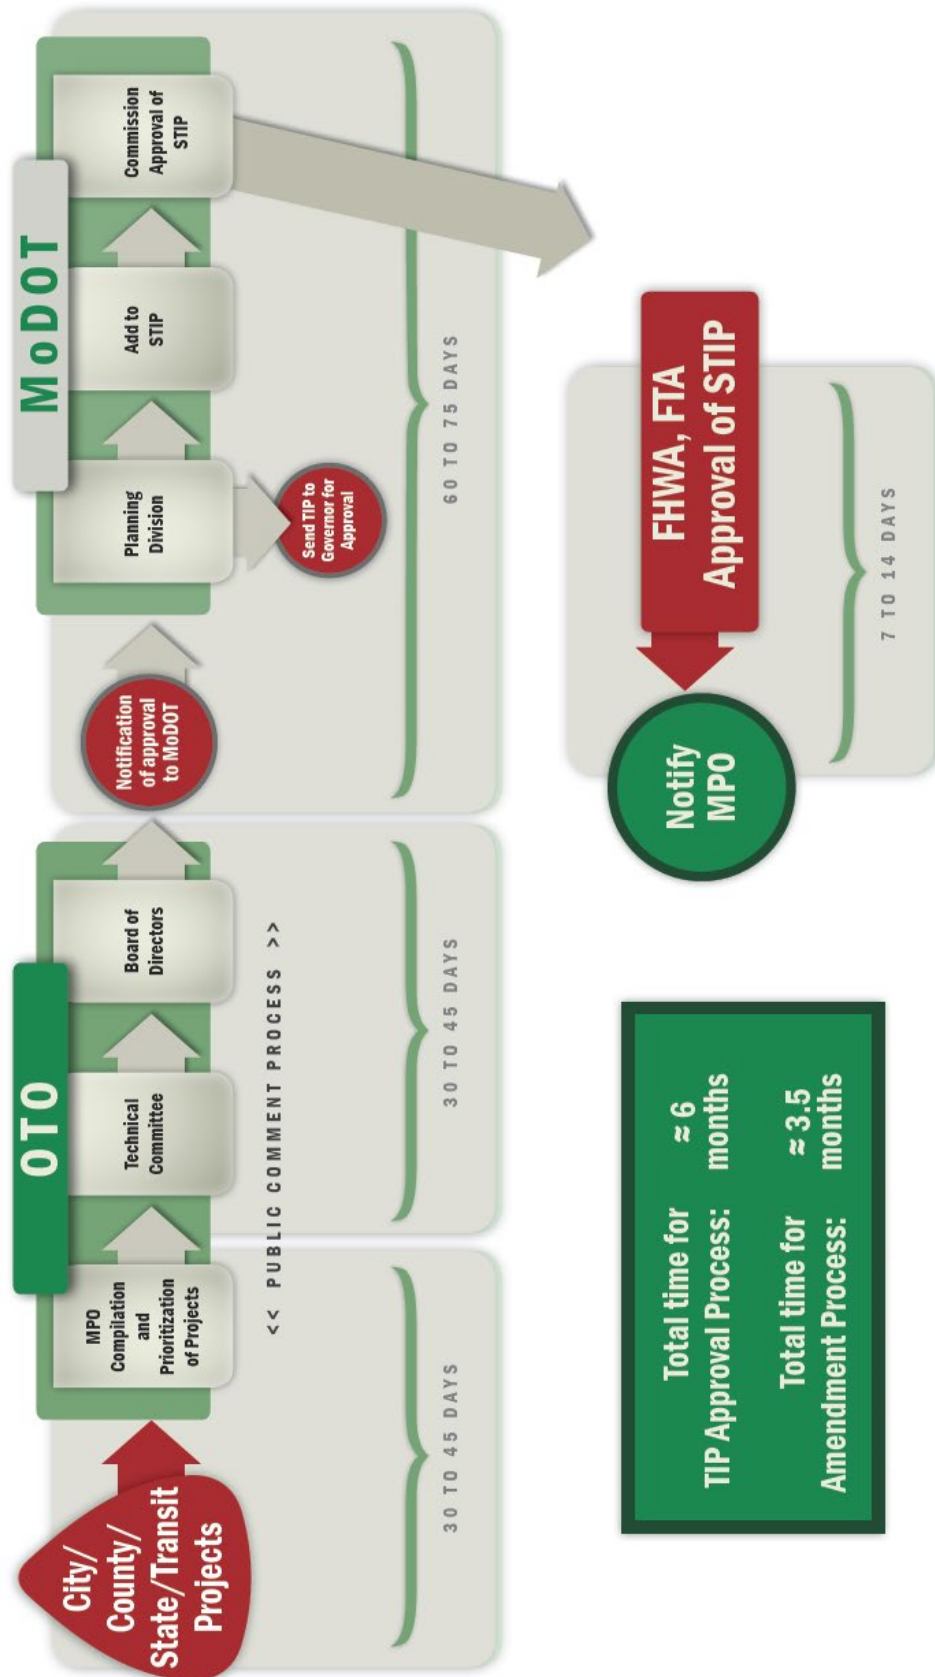 City/
County/
State/Transit
Projects
OTO
MPO
Compilation
and
Prioritization
of Projects
Technical
Committee
Board of
Directors
<< PUBLIC COMMENT PROCESS >>
30 TO 45 DAYS
30 TO 45 DAYS
Notification
of approval
to MoDOT
MoDOT
Planning
Division
Add to
STIP
Commission
Approval of
STIP
Send TIP to
Governor for
Approval
60 TO 75 DAYS
FHWA, FTA
Approval of STIP
Notify
MPO
7 TO 14 DAYS
Total time for
TIP Approval Process:
≈ 6
months
Total time for
Amendment Process:
≈ 3.5
months